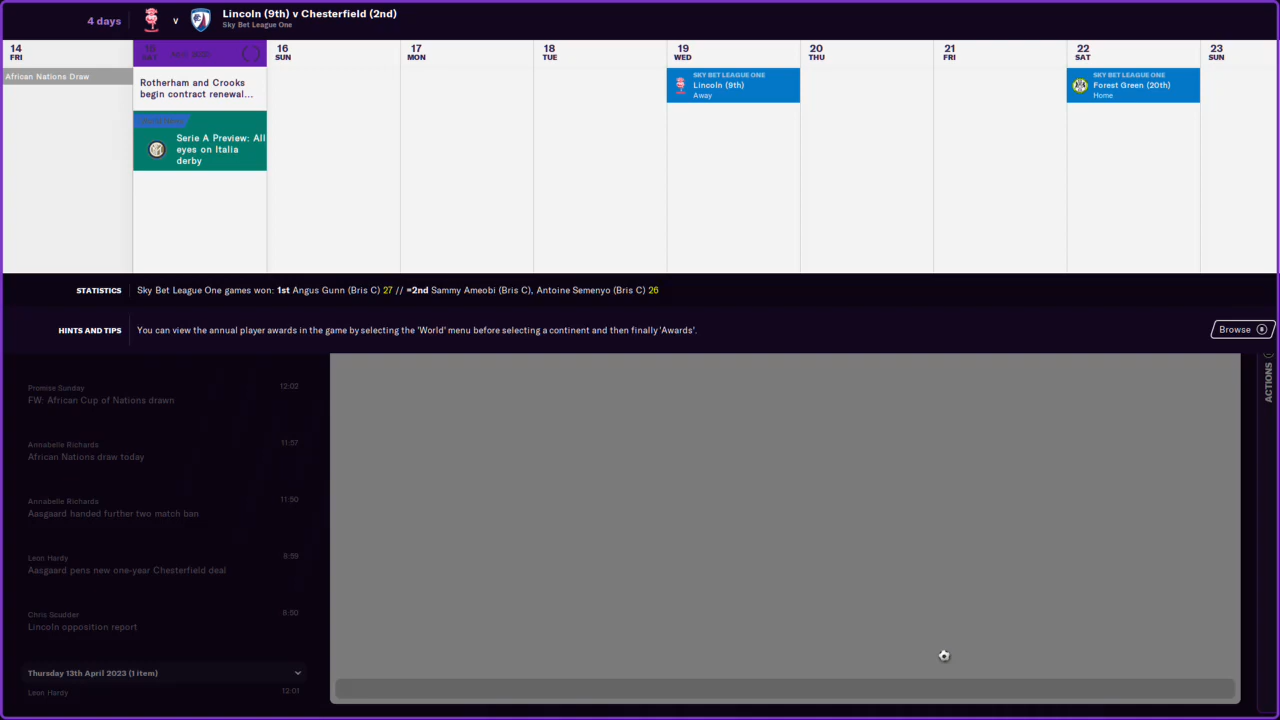 4 days
v
Lincoln (9th) v Chesterfield (2nd)
Sky Bet League One
14
FRI
15
SAT
16
SUN
17
MON
18
TUE
19
WED
20
THU
21
FRI
22
SAT
23
SUN
African Nations Draw
Rotherham and Crooks
begin contract renewal...
Serie A Preview: All
eyes on Italia
derby
SKY BET LEAGUE ONE
Lincoln (9th)
Away
SKY BET LEAGUE ONE
Forest Green (20th)
Home
STATISTICS
Sky Bet League One games won: 1st Angus Gunn (Bris C) 27 // =2nd Sammy Ameobi (Bris C), Antoine Semenyo (Bris C) 26
HINTS AND TIPS
You can view the annual player awards in the game by selecting the 'World' menu before selecting a continent and then finally 'Awards'.
Browse
ACTIONS
Promise Sunday
12:02
FW: African Cup of Nations drawn
Annabelle Richards
11:57
African Nations draw today
Annabelle Richards
11:50
Aasgaard handed further two match ban
Leon Hardy
8:59
Aasgaard pens new one-year Chesterfield deal
Chris Scudder
8:50
Lincoln opposition report
Thursday 13th April 2023 (1 item)
Leon Hardy
12:01